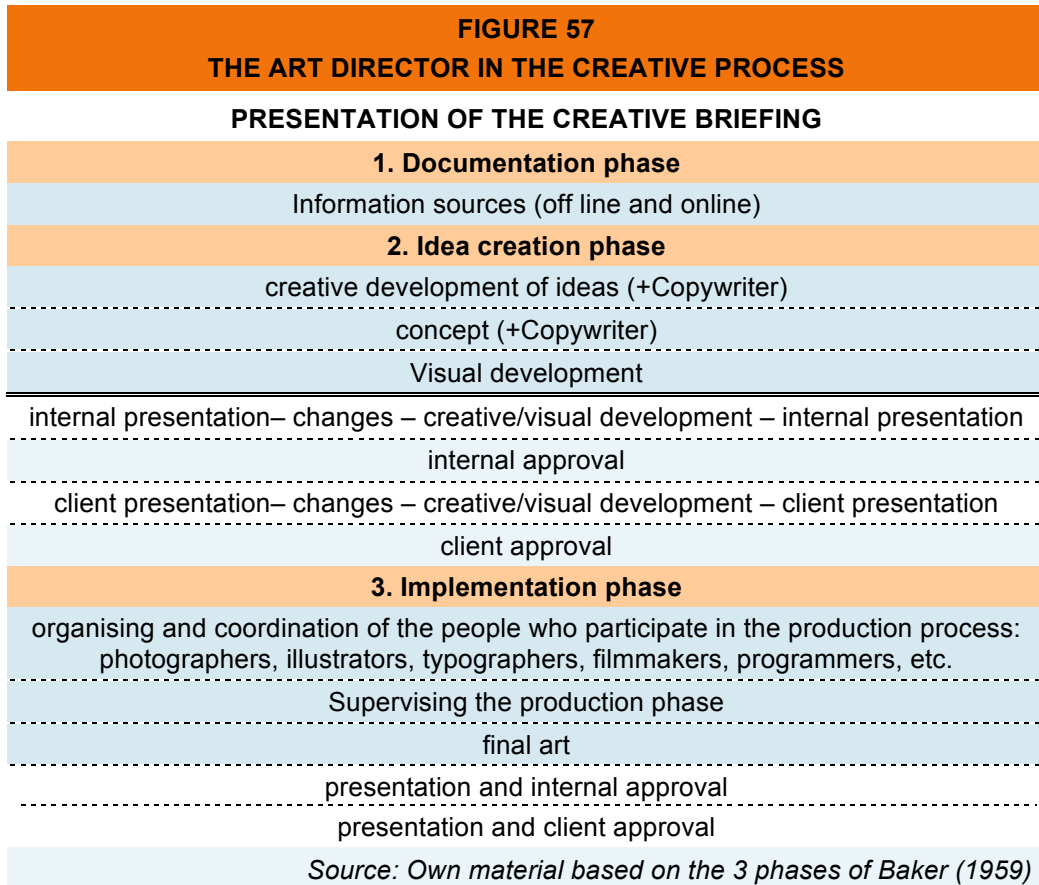 FIGURE 57
THE ART DIRECTOR IN THE CREATIVE PROCESS
PRESENTATION OF THE CREATIVE BRIEFING
1. Documentation phase
Information sources (off line and online)
2. Idea creation phase
creative development of ideas (+Copywriter)
concept (+Copywriter)
Visual development
internal presentation– changes – creative/visual development – internal presentation
internal approval
client presentation– changes – creative/visual development – client presentation
client approval
3. Implementation phase
organising and coordination of the people who participate in the production process:
photographers, illustrators, typographers, filmmakers, programmers, etc.
Supervising the production phase
final art
presentation and internal approval
presentation and client approval
Source: Own material based on the 3 phases of Baker (1959)